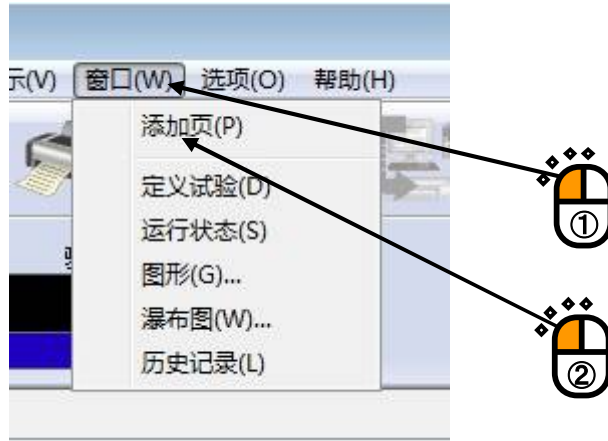 示(V) 窗口(W) 选项(O) 帮助(H)
添加页(P)
①
定义试验(D)
运行状态(S)
图形(G)...
瀑布图(W)...
②
历史记录(L)